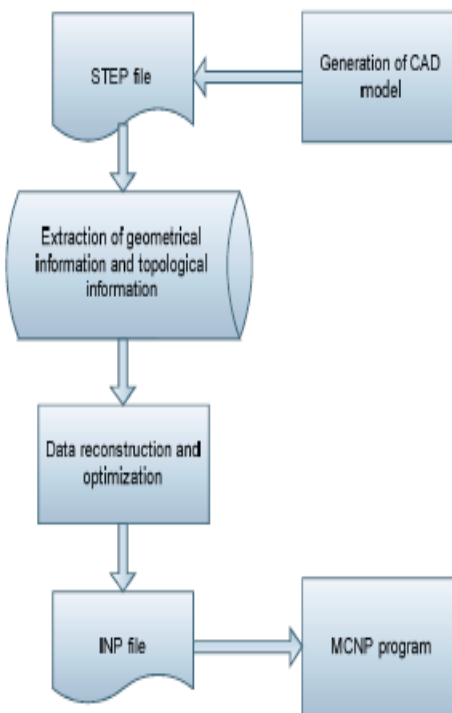 STEP file
Generation of CAD
model
Extraction of geometrical
information and topological
information
Data reconstruction and
optimization
INP file
MCNP program